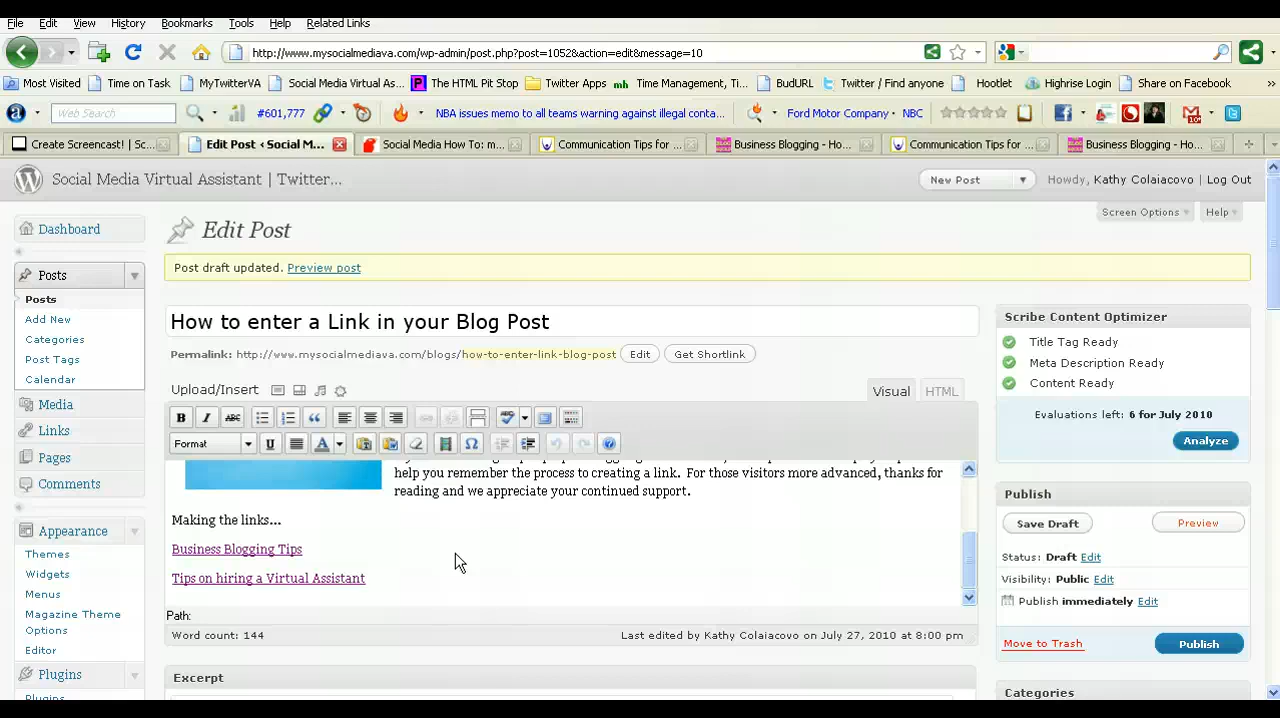 File Edit View History Bookmarks Tools Help Related Links
http://www.mysocialmediava.com/wp-admin/post.php?post=1052&action=edit&message=10
Most Visited Time on Task MyTwitterVA Social Media Virtual As... The HTML Pit Stop Twitter Apps mh Time Management, Ti... BudURL Twitter / Find anyone Hootlet Highrise Login Share on Facebook »
Web Search #601,777 NBA issues memo to all teams warning against illegal conta... Ford Motor Company NBC
Create Screencast! | Sc... Edit Post ‹ Social M... Social Media How To: m... Communication Tips for ... Business Blogging - Ho... Communication Tips for ... Business Blogging - Ho...
Social Media Virtual Assistant | Twitter...
New Post Howdy, Kathy Colaiacovo | Log Out
Screen Options Help
Dashboard
Posts
Posts
Add New
Categories
Post Tags
Calendar
Media
Links
Pages
Comments
Appearance
Themes
Widgets
Menus
Magazine Theme
Options
Editor
Plugins
Plugins
Edit Post
Post draft updated. Preview post
How to enter a Link in your Blog Post
Permalink: http://www.mysocialmediava.com/blogs/how-to-enter-link-blog-post Edit Get Shortlink
Upload/Insert Visual HTML
B I ABC
Format U A Ω
help you remember the process to creating a link. For those visitors more advanced, thanks for
reading and we appreciate your continued support.
Making the links...
Business Blogging Tips
Tips on hiring a Virtual Assistant
Path:
Word count: 144 Last edited by Kathy Colaiacovo on July 27, 2010 at 8:00 pm
Excerpt
Scribe Content Optimizer
Title Tag Ready
Meta Description Ready
Content Ready
Evaluations left: 6 for July 2010
Analyze
Publish
Save Draft Preview
Status: Draft Edit
Visibility: Public Edit
Publish immediately Edit
Move to Trash Publish
Categories